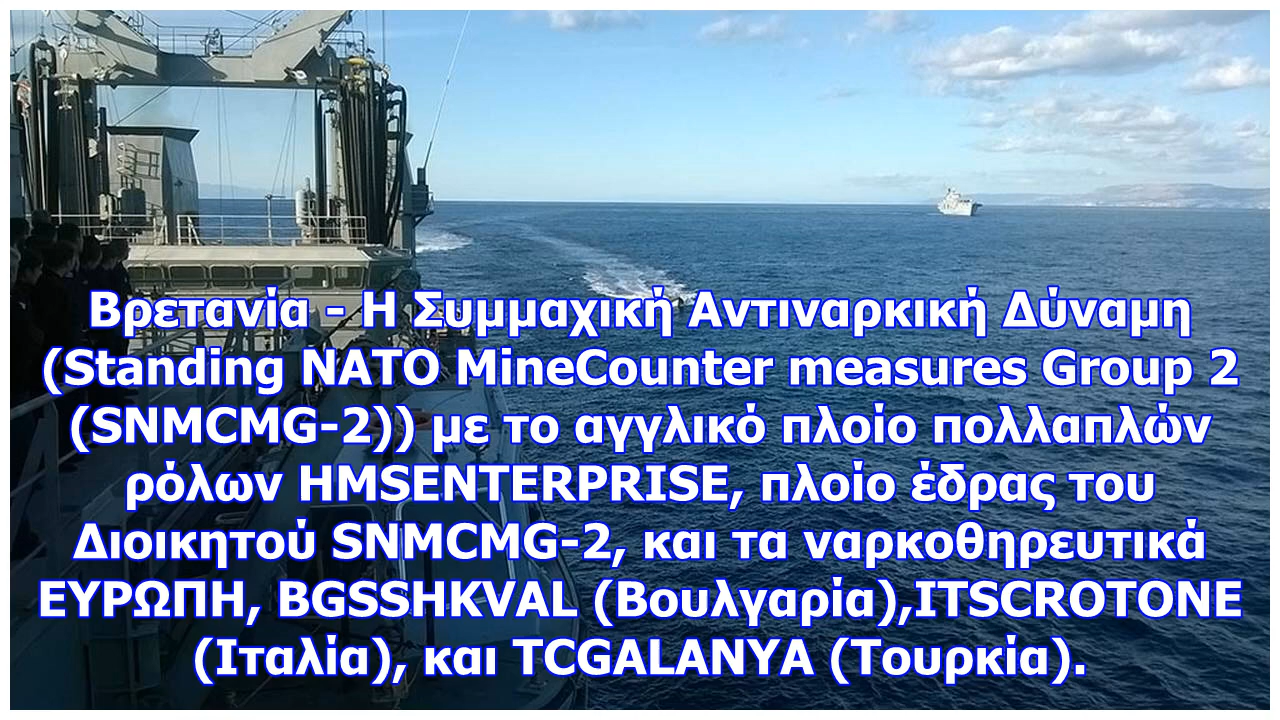 Βρετανία - Η Συμμαχική Αντιναρκική Δύναμη
(Standing NATO MineCounter measures Group 2
(SNMCMG-2)) με το αγγλικό πλοίο πολλαπλών
ρόλων HMSENTERPRISE, πλοίο έδρας του
Διοικητού SNMCMG-2, και τα ναρκοθηρευτικά
ΕΥΡΩΠΗ, BGSSHKVAL (Βουλγαρία),ITSCROTONE
(Ιταλία), και TCGALANYA (Τουρκία).